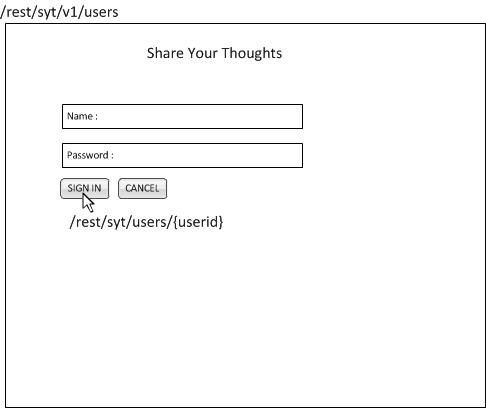 /rest/syt/v1/users
Share Your Thoughts
Name :
Password :
SIGN IN
CANCEL
/rest/syt/users/{userid}